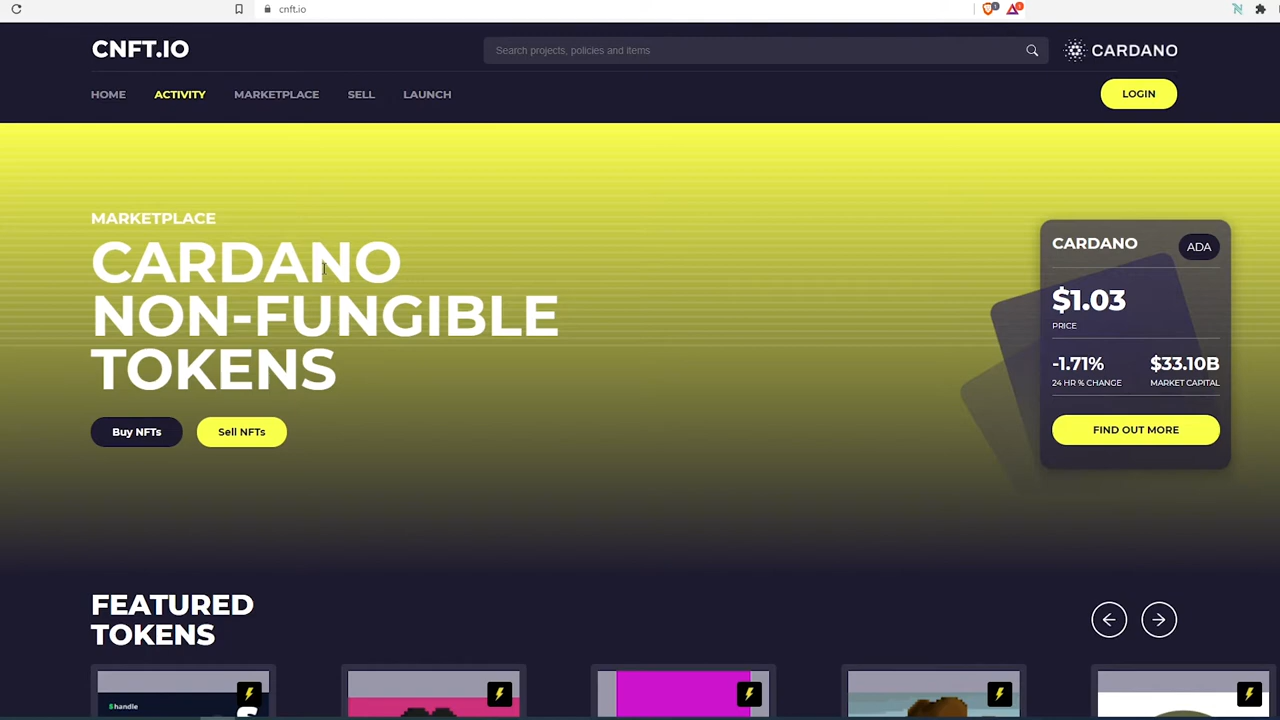 cnft.io
1
1
CNFT.IO
Search projects, policies and items
CARDANO
HOME
ACTIVITY
MARKETPLACE
SELL
LAUNCH
LOGIN
MARKETPLACE
CARDANO
NON-FUNGIBLE
TOKENS
Buy NFTs
Sell NFTs
CARDANO
ADA
$1.03
PRICE
-1.71%
24 HR % CHANGE
$33.10B
MARKET CAPITAL
FIND OUT MORE
FEATURED
TOKENS
$handle